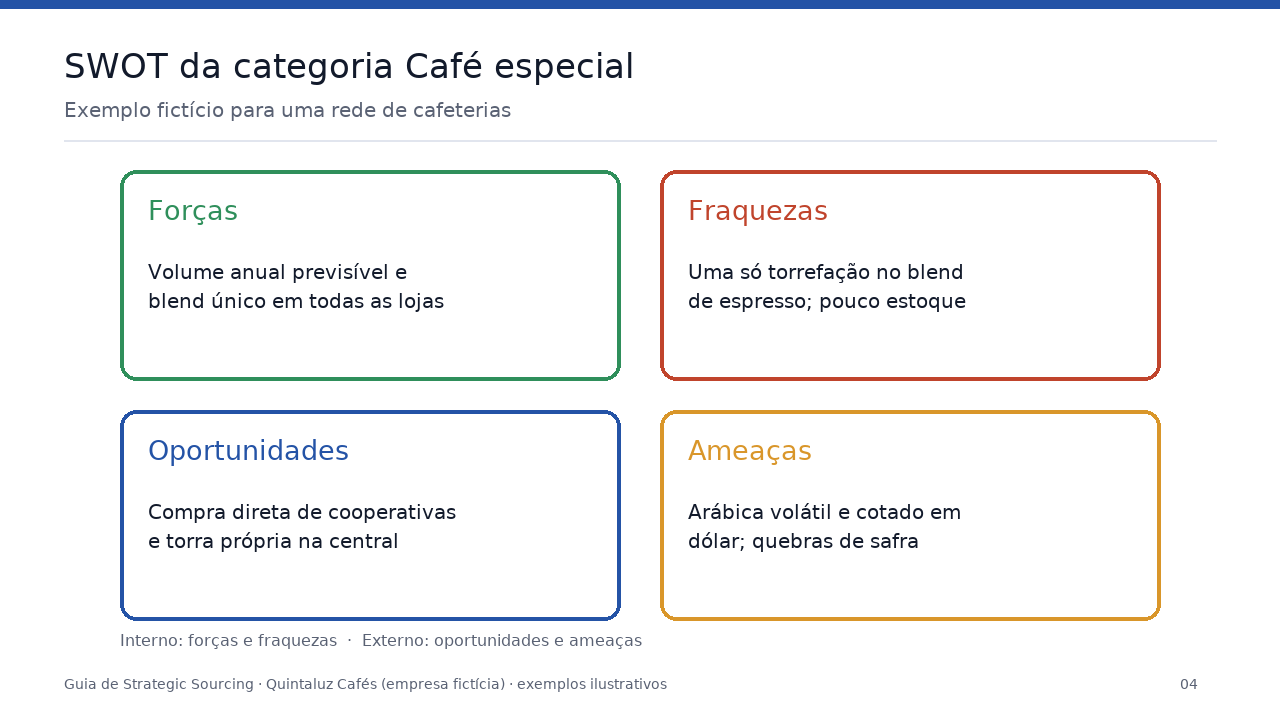 SWOT da categoria Café especial
Exemplo fictício para uma rede de cafeterias
Forças
Volume anual previsível e
blend único em todas as lojas
Fraquezas
Uma só torrefação no blend
de espresso; pouco estoque
Oportunidades
Compra direta de cooperativas
e torra própria na central
Ameaças
Arábica volátil e cotado em
dólar; quebras de safra
Interno: forças e fraquezas · Externo: oportunidades e ameaças
Guia de Strategic Sourcing · Quintaluz Cafés (empresa fictícia) · exemplos ilustrativos
04